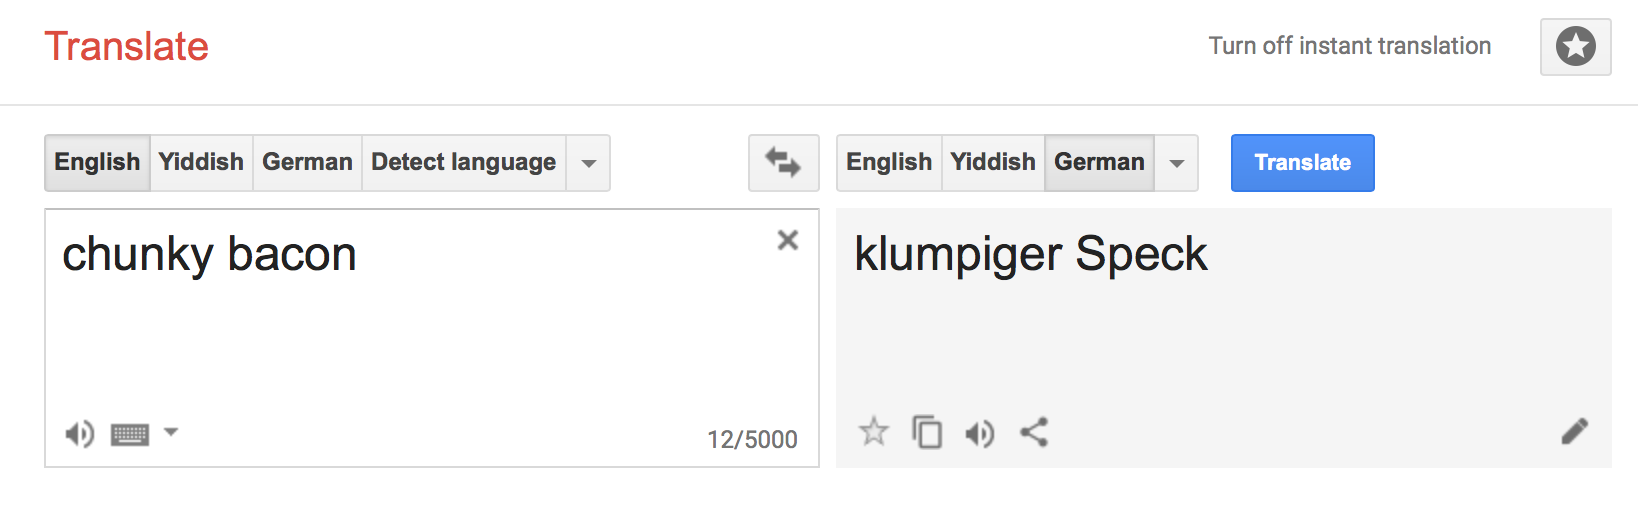 Translate
Turn off instant translation
English Yiddish German Detect language
English Yiddish German
Translate
chunky bacon
12/5000
klumpiger Speck